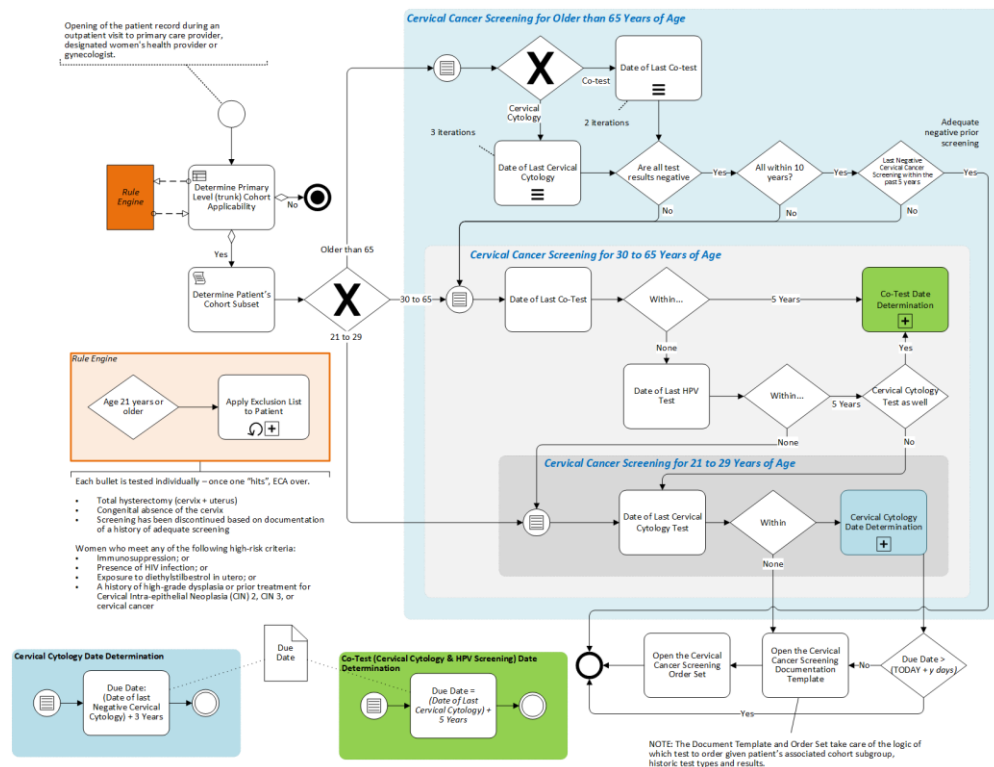 Cervical Cancer Screening for Older than 65 Years of Age
Opening of the patient record during an
outpatient visit to primary care provider,
designated women's health provider or
gynecologist.
X
Co-test
Date of Last Co-test
Cervical
Cytology
2 iterations
3 iterations
Adequate
negative prior
screening
Date of Last Cervical
Cytology
Are all test
results negative
Yes
All within 10
years?
Yes
Last Negative
Cervical Cancer
Screening within the
past 5 years
Yes
No
No
No
Rule
Engine
Determine Primary
Level (trunk) Cohort
Applicability
No
Yes
Determine Patient's
Cohort Subset
Older than 65
X
30 to 65
21 to 29
Cervical Cancer Screening for 30 to 65 Years of Age
Date of Last Co-Test
Within...
5 Years
Co-Test Date
Determination
None
Yes
Date of Last HPV
Test
Within...
5 Years
Cervical Cytology
Test as well
None
No
Rule Engine
Age 21 years or
older
Apply Exclusion List
to Patient
Each bullet is tested individually – once one "hits", ECA over.
• Total hysterectomy (cervix + uterus)
• Congenital absence of the cervix
• Screening has been discontinued based on documentation
of a history of adequate screening
Women who meet any of the following high-risk criteria:
• Immunosuppression; or
• Presence of HIV infection; or
• Exposure to diethylstilbestrol in utero; or
• A history of high-grade dysplasia or prior treatment for
Cervical Intra-epithelial Neoplasia (CIN) 2, CIN 3, or
cervical cancer
Cervical Cancer Screening for 21 to 29 Years of Age
Date of Last Cervical
Cytology Test
Within
Cervical Cytology
Date Determination
None
Cervical Cytology Date Determination
Due Date:
(Date of last
Negative Cervical
Cytology) + 3 Years
Due
Date
Co-Test (Cervical Cytology & HPV Screening) Date
Determination
Due Date =
(Date of Last
Cervical Cytology) +
5 Years
Open the Cervical
Cancer Screening
Order Set
Open the
Cervical Cancer
Screening
Documentation
Template
No
Due Date >
(TODAY + y days)
Yes
NOTE: The Document Template and Order Set take care of the logic of
which test to order given patient's associated cohort subgroup,
historic test types and results.